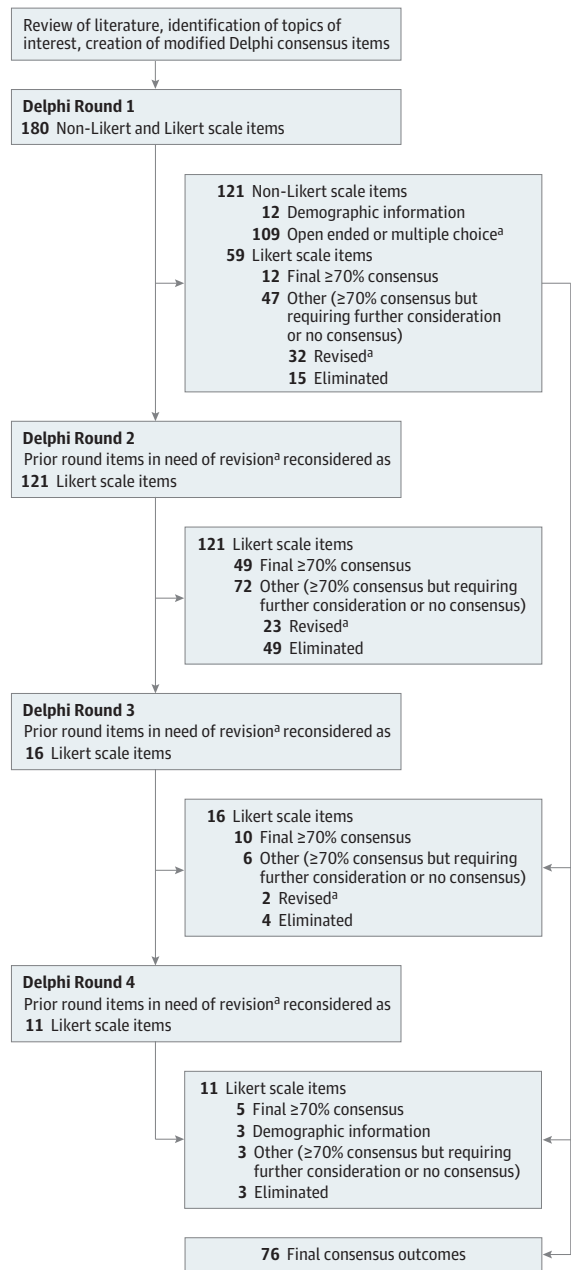 Review of literature, identification of topics of
interest, creation of modified Delphi consensus items
Delphi Round 1
180 Non-Likert and Likert scale items
121 Non-Likert scale items
12 Demographic information
109 Open ended or multiple choiceᵃ
59 Likert scale items
12 Final ≥70% consensus
47 Other (≥70% consensus but
requiring further consideration
or no consensus)
32 Revisedᵃ
15 Eliminated
Delphi Round 2
Prior round items in need of revisionᵃ reconsidered as
121 Likert scale items
121 Likert scale items
49 Final ≥70% consensus
72 Other (≥70% consensus but requiring
further consideration or no consensus)
23 Revisedᵃ
49 Eliminated
Delphi Round 3
Prior round items in need of revisionᵃ reconsidered as
16 Likert scale items
16 Likert scale items
10 Final ≥70% consensus
6 Other (≥70% consensus but requiring
further consideration or no consensus)
2 Revisedᵃ
4 Eliminated
Delphi Round 4
Prior round items in need of revisionᵃ reconsidered as
11 Likert scale items
11 Likert scale items
5 Final ≥70% consensus
3 Demographic information
3 Other (≥70% consensus but requiring
further consideration or no consensus)
3 Eliminated
76 Final consensus outcomes